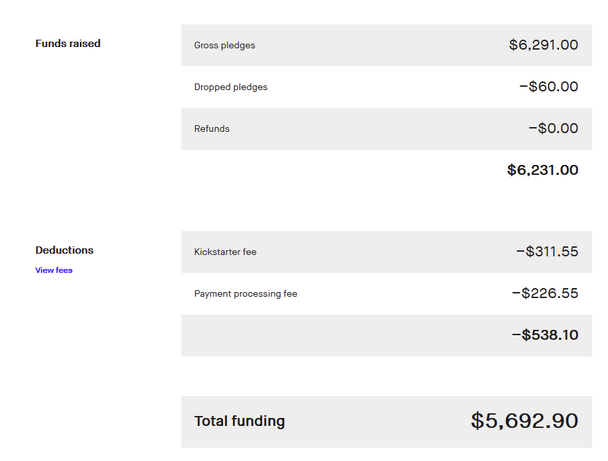 Funds raised
Gross pledges $6,291.00
Dropped pledges −$60.00
Refunds −$0.00
$6,231.00
Deductions
View fees
Kickstarter fee −$311.55
Payment processing fee −$226.55
−$538.10
Total funding $5,692.90